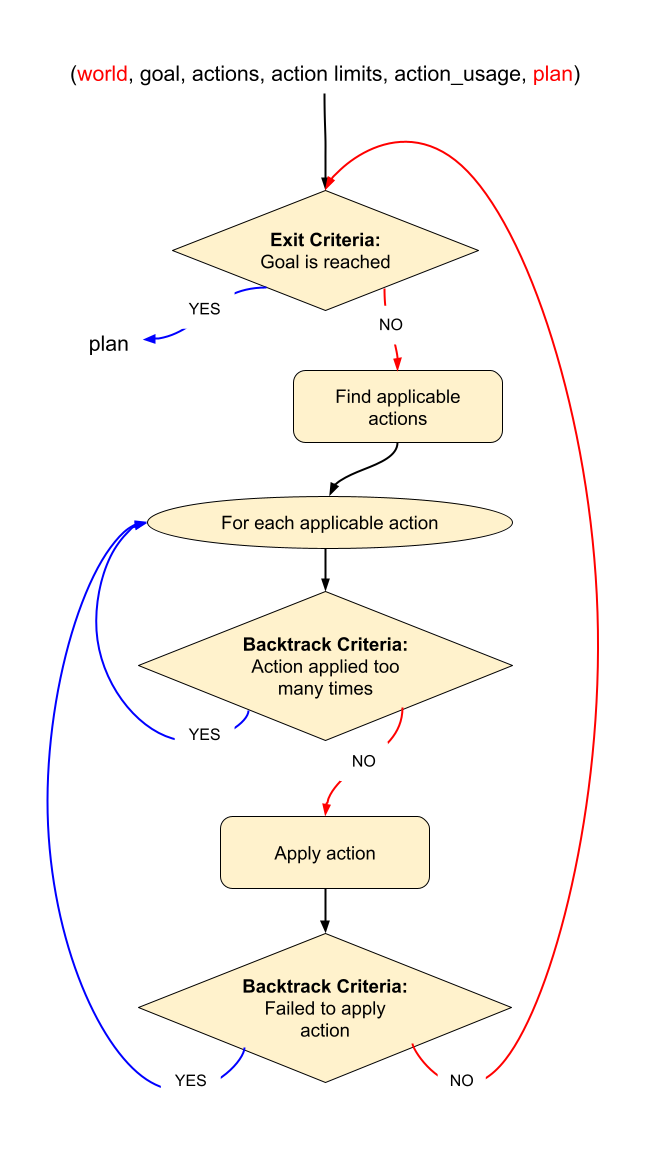 (world, goal, actions, action limits, action_usage, plan)
Exit Criteria:
Goal is reached
YES
NO
plan
Find applicable
actions
For each applicable action
Backtrack Criteria:
Action applied too
many times
YES
NO
Apply action
Backtrack Criteria:
Failed to apply
action
YES
NO